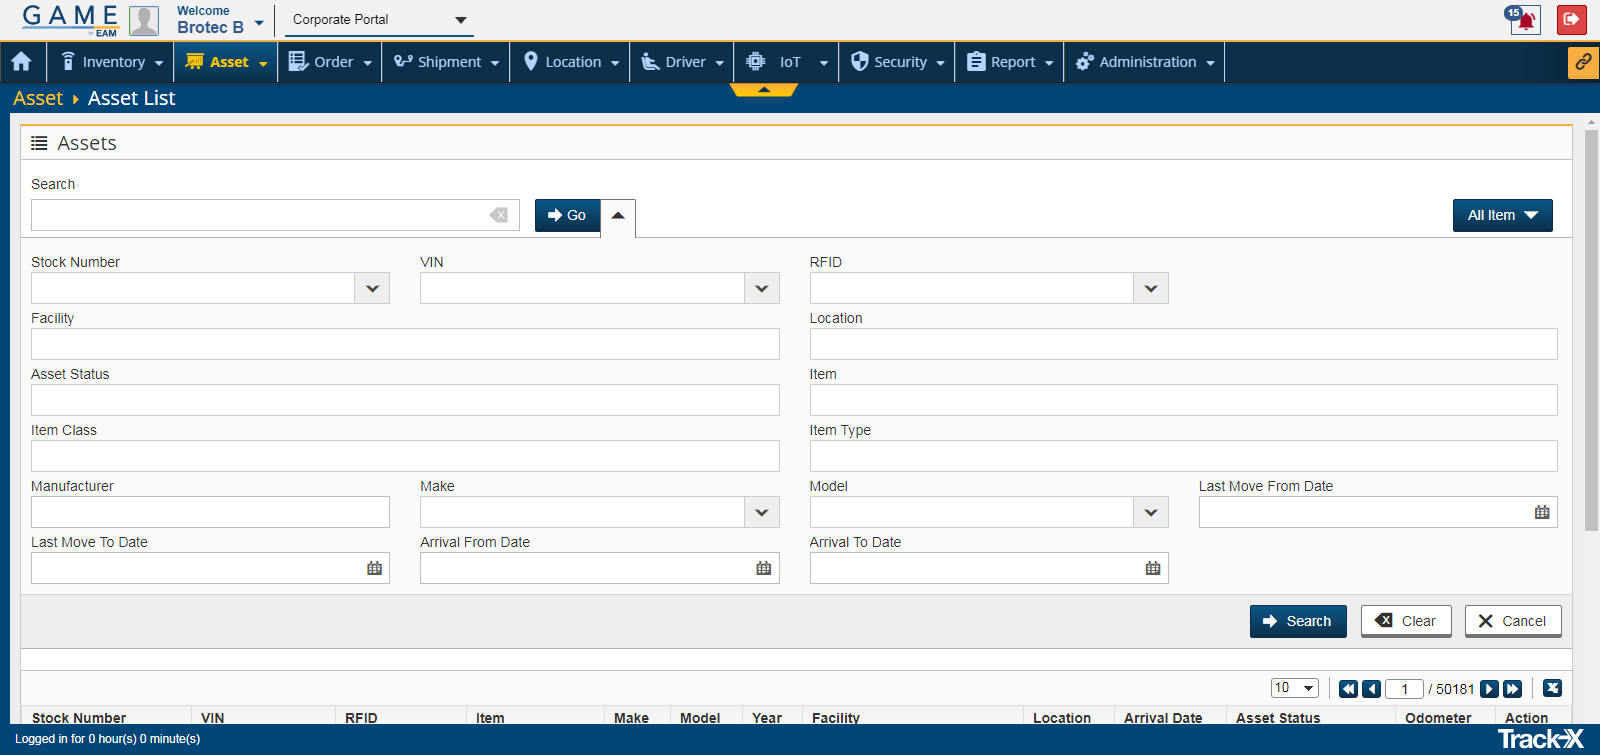 GAME
by EAM
Welcome
Brotec B
Corporate Portal
15
Inventory Asset Order Shipment Location Driver IoT Security Report Administration
Asset Asset List
Assets
Search
Go
All Item
Stock Number VIN RFID
Facility Location
Asset Status Item
Item Class Item Type
Manufacturer Make Model Last Move From Date
Last Move To Date Arrival From Date Arrival To Date
Search Clear Cancel
10 1 / 50181
Stock Number VIN RFID Item Make Model Year Facility Location Arrival Date Asset Status Odometer Action
Logged in for 0 hour(s) 0 minute(s)
Track-X